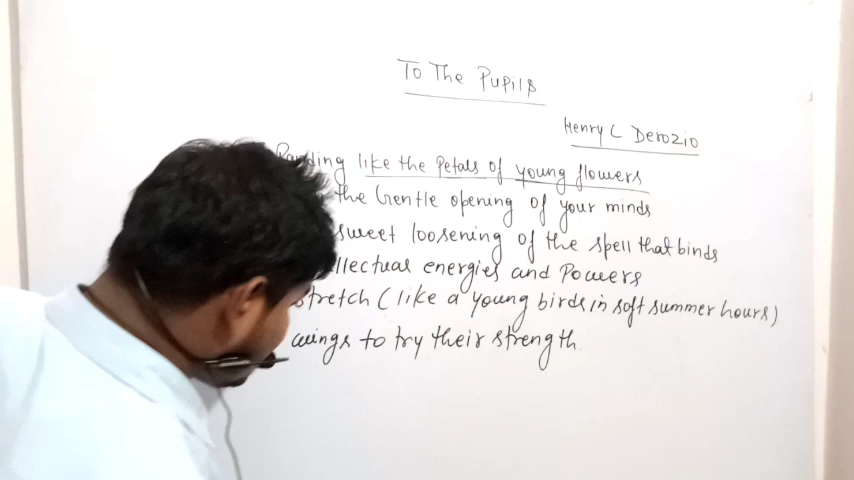 To The Pupils
Henry L Derozio
like the Petals of young flowers
the Gentle opening of your minds
sweet loosening of the spell that binds
llectual energies and Powers
stretch (like a young birds in soft summer hours)
wings to try their strength